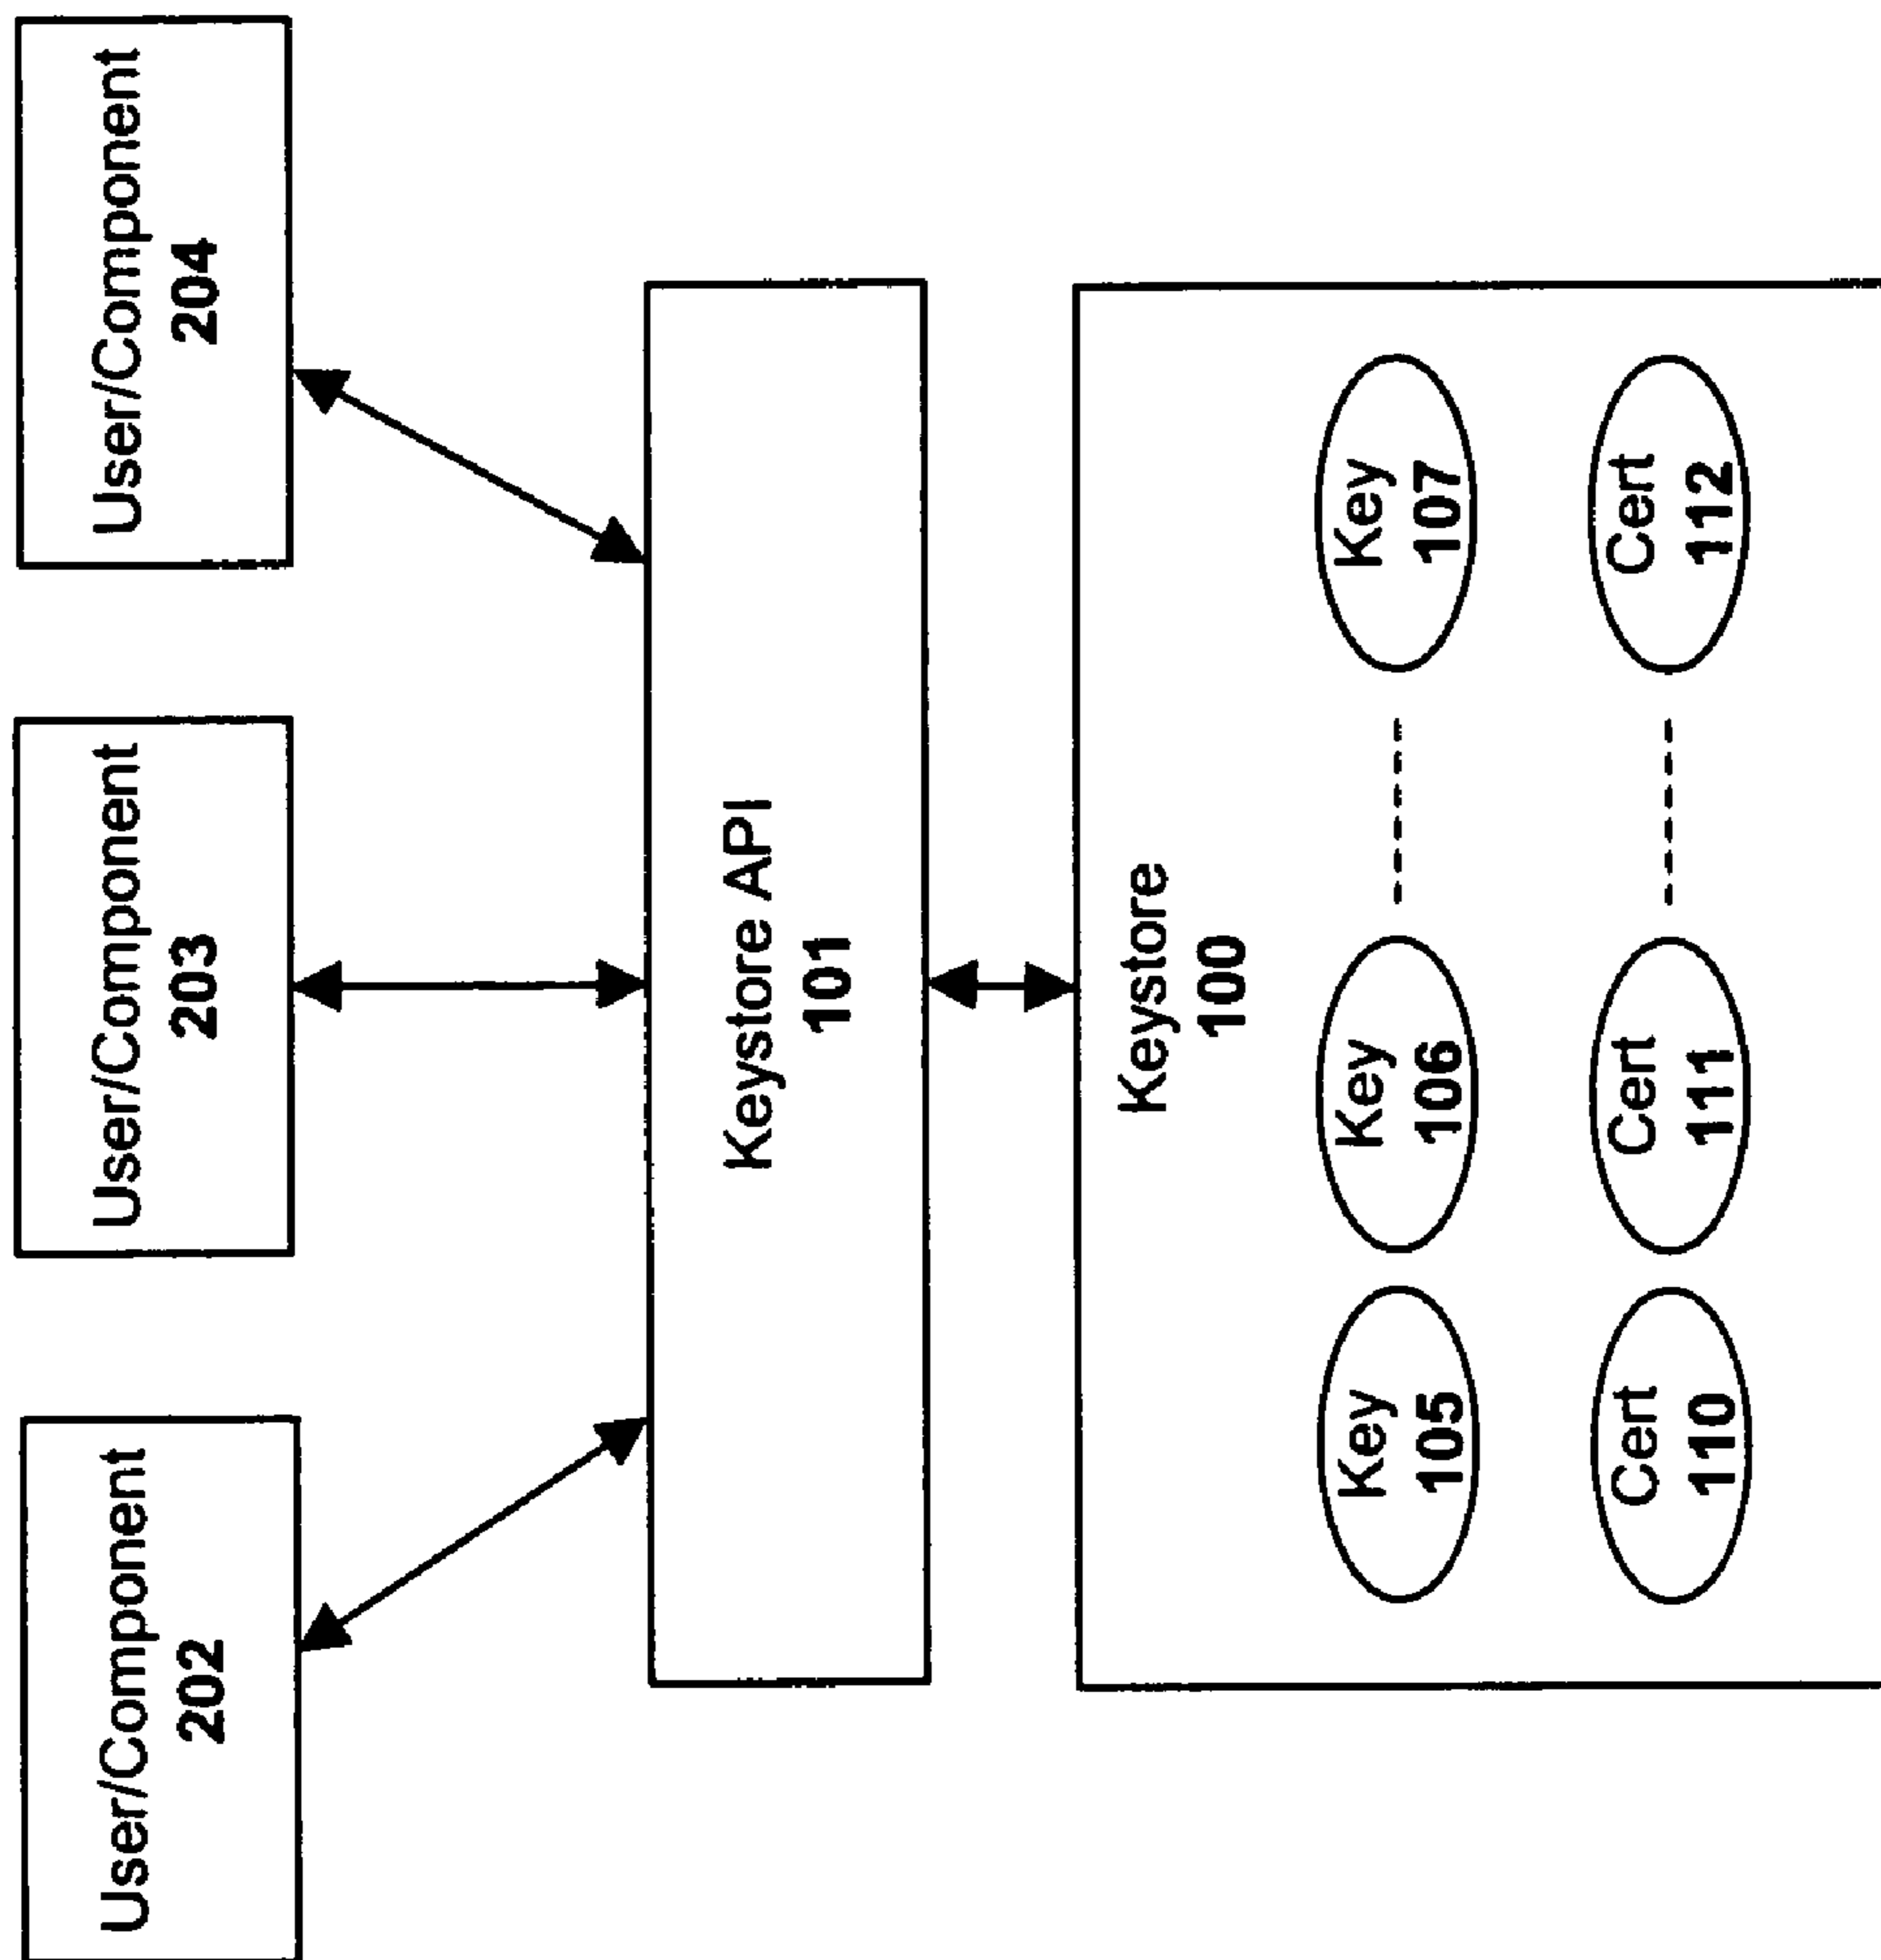 User/Component
202
User/Component
203
User/Component
204
Keystore API
101
Keystore
100
Key
105
Key
106
Key
107
Cert
110
Cert
111
Cert
112